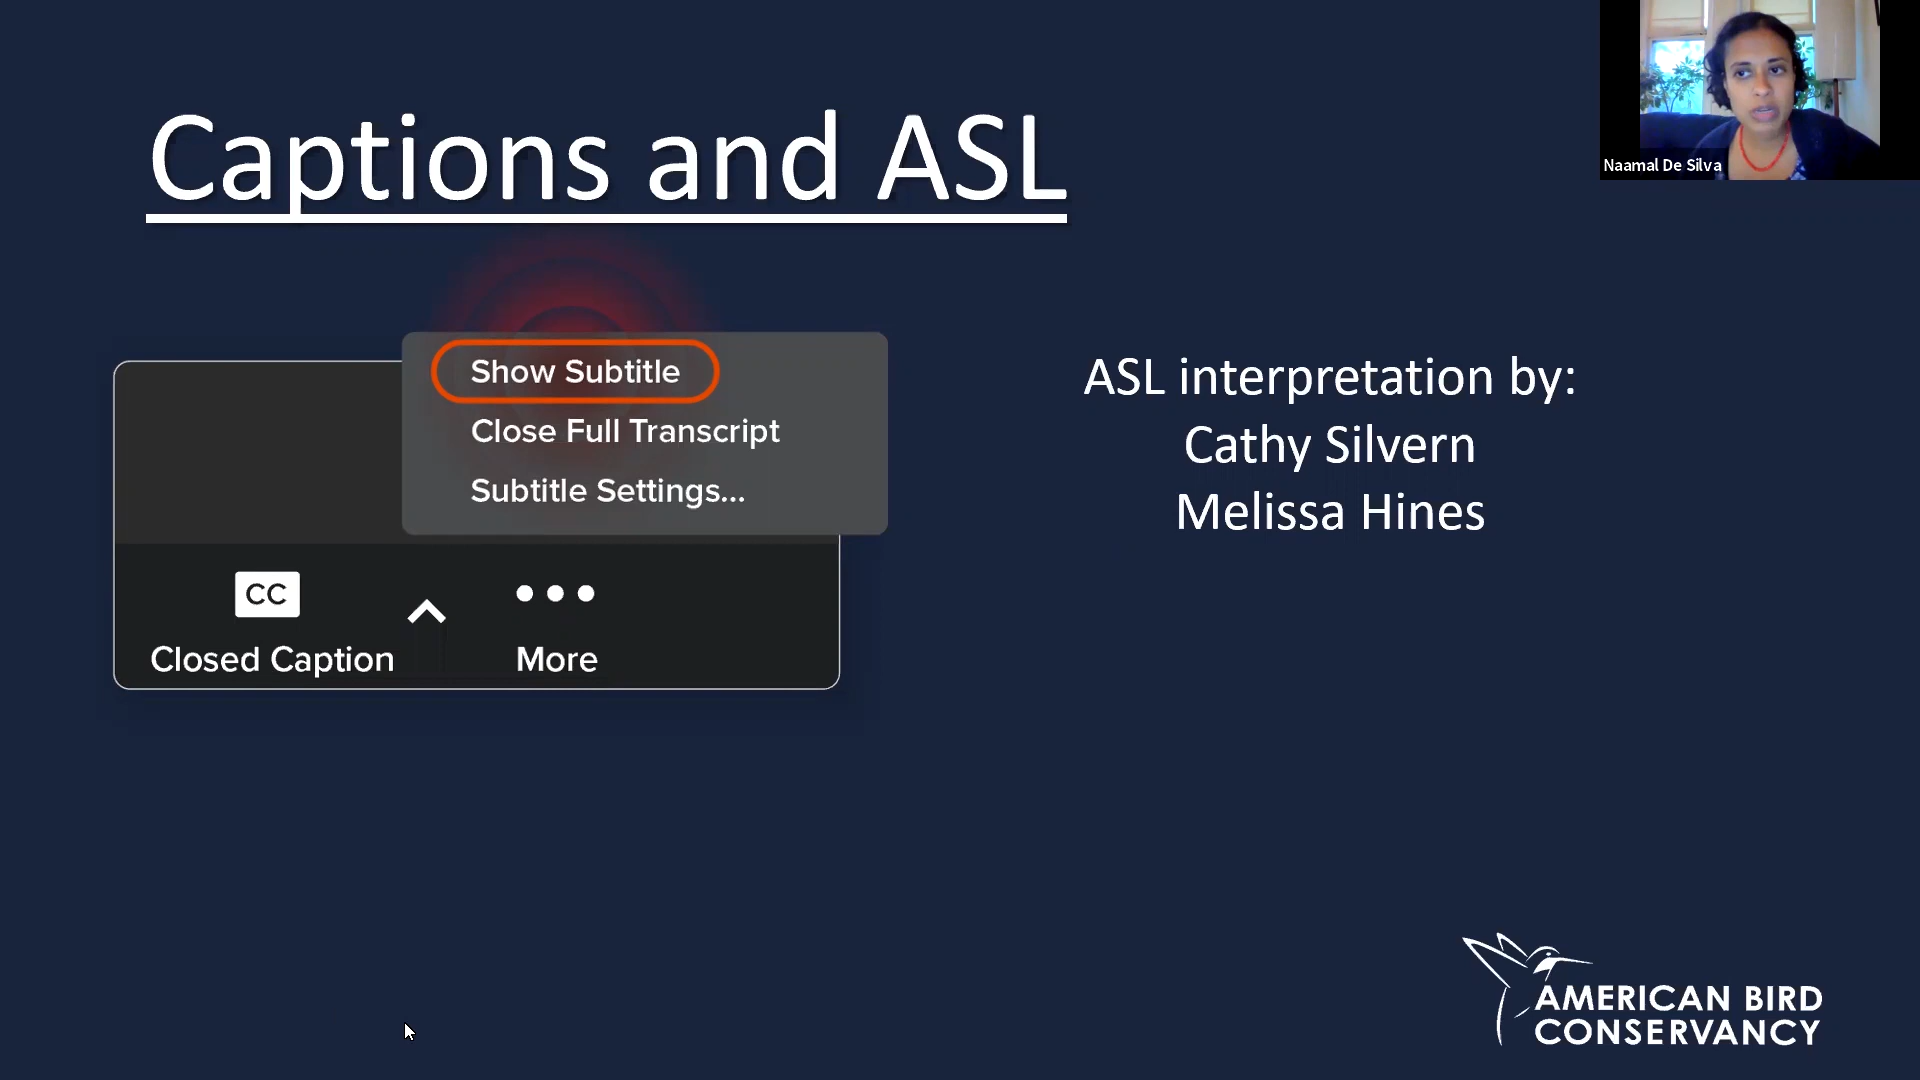 Captions and ASL
Naamal De Silva
Show Subtitle
Close Full Transcript
Subtitle Settings...
CC
Closed Caption
More
ASL interpretation by:
Cathy Silvern
Melissa Hines
AMERICAN BIRD
CONSERVANCY